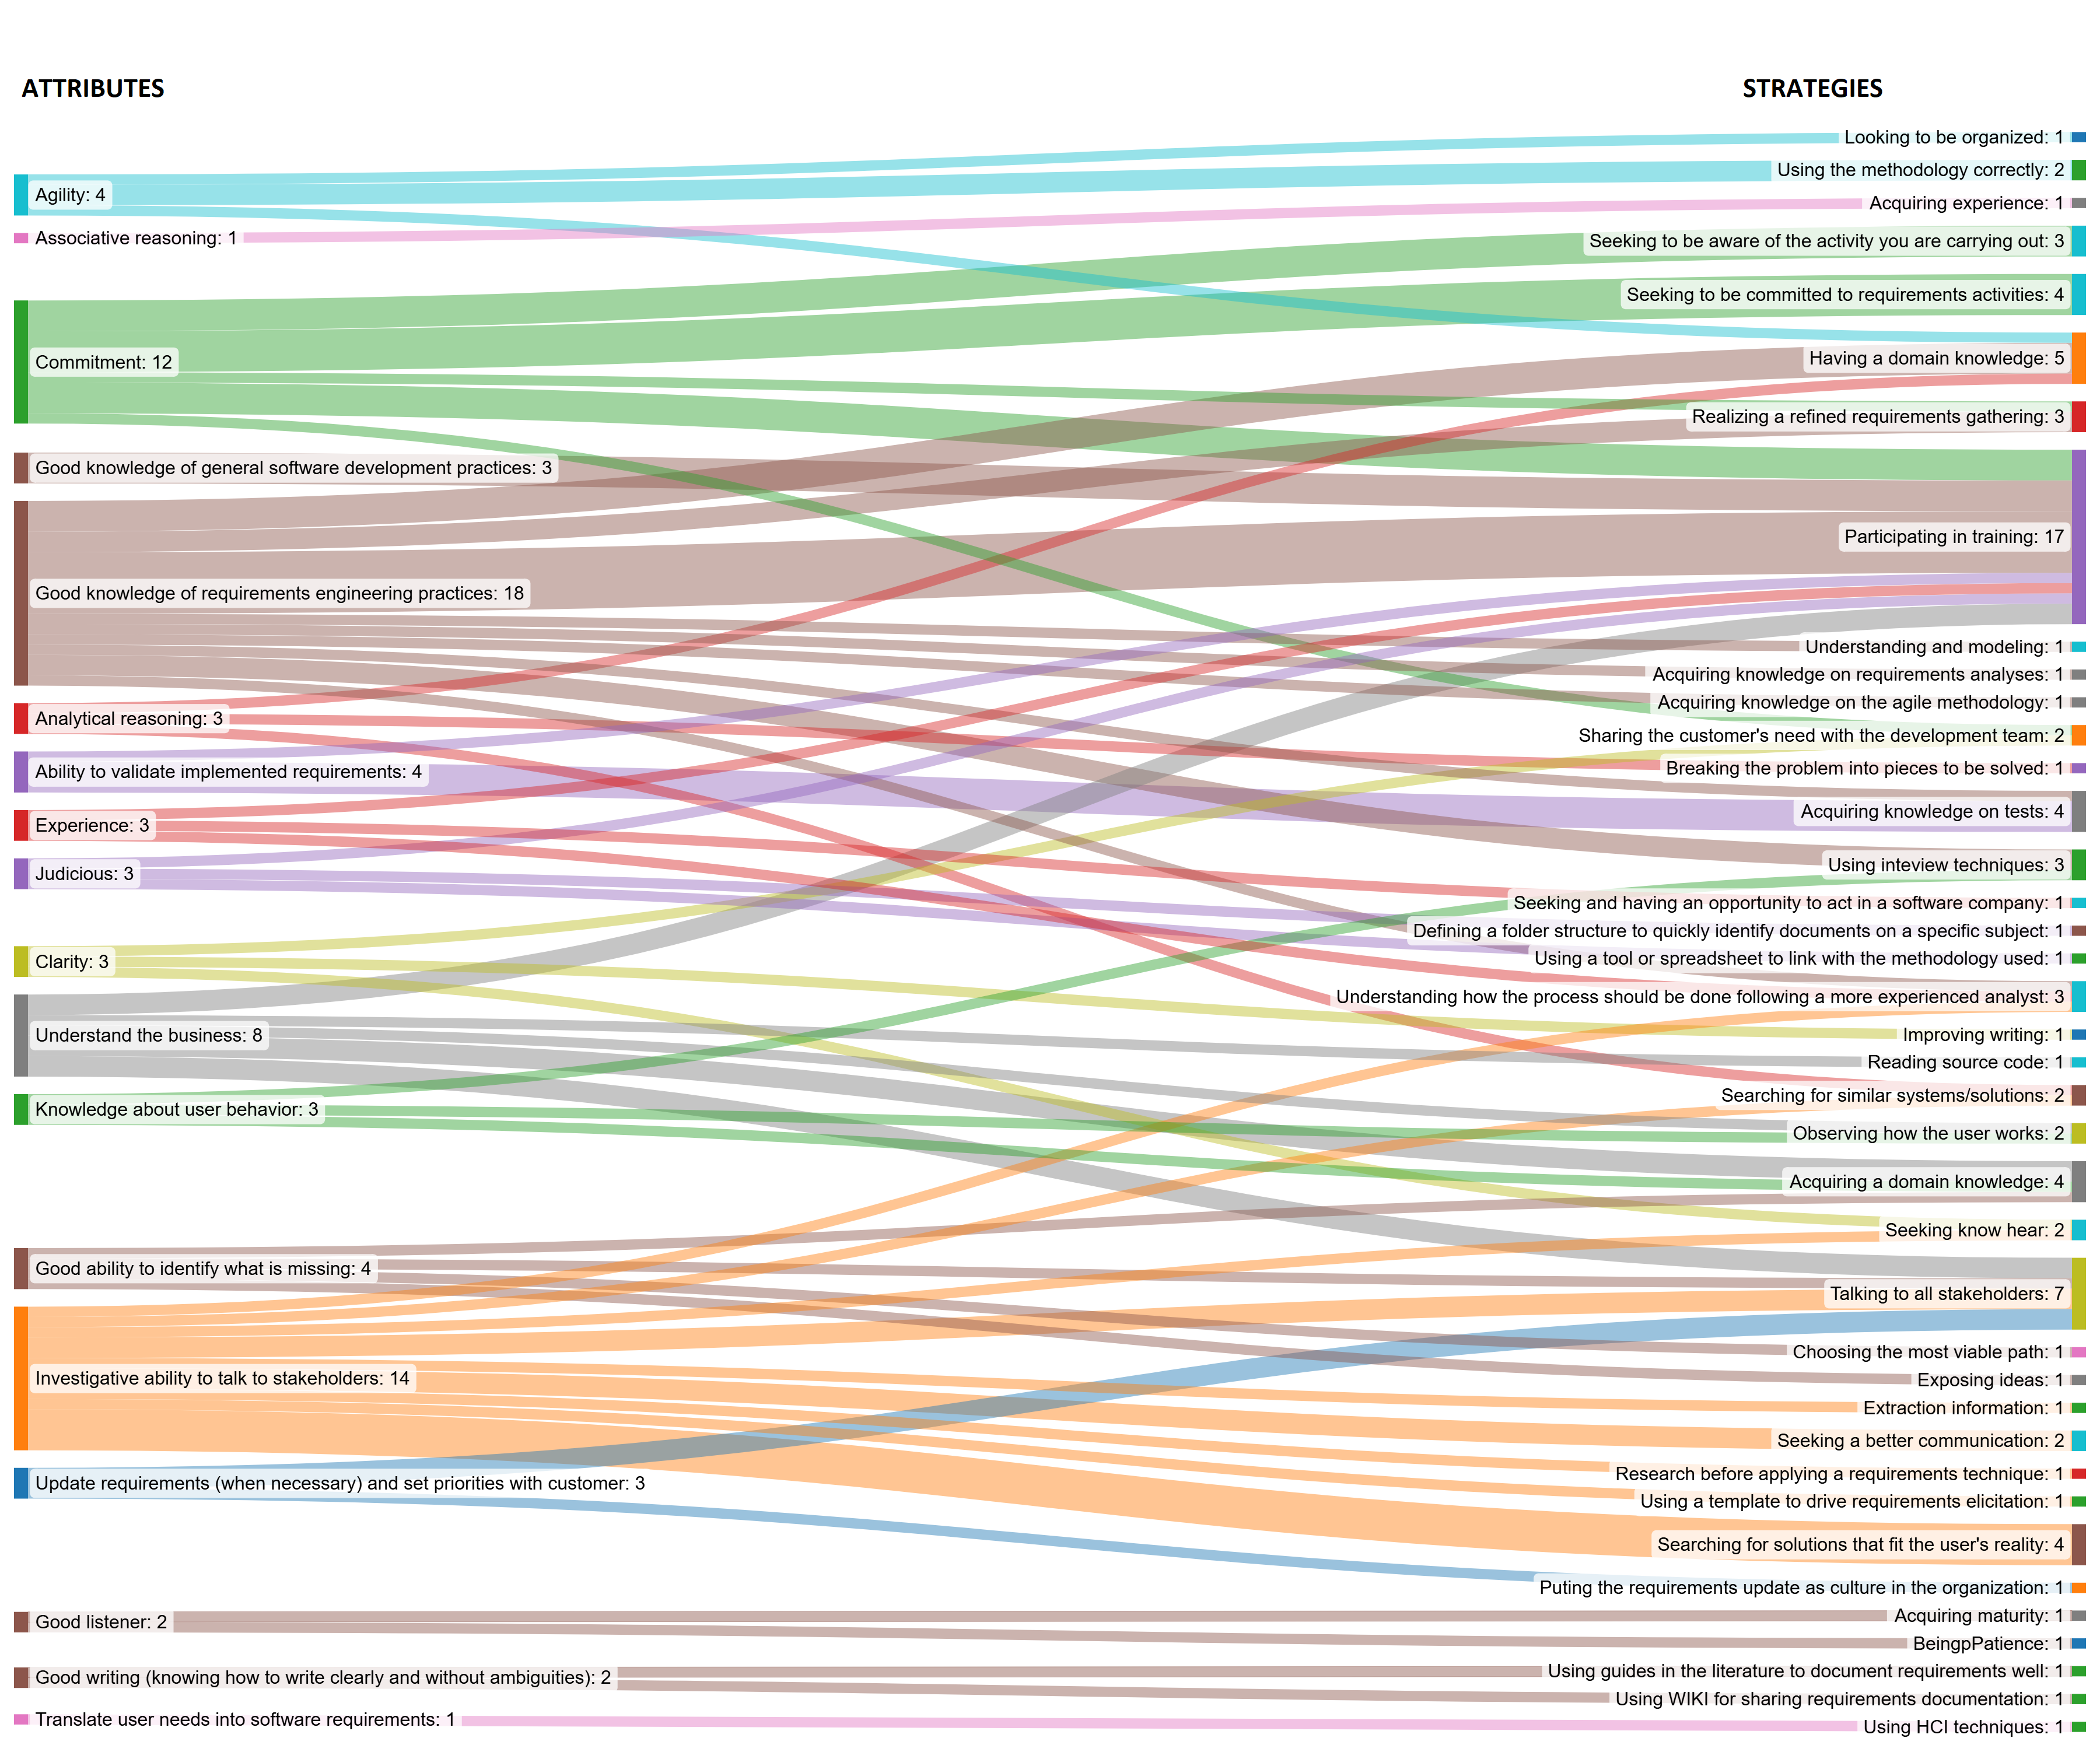 ATTRIBUTES
Agility: 4
Associative reasoning: 1
Commitment: 12
Good knowledge of general software development practices: 3
Good knowledge of requirements engineering practices: 18
Analytical reasoning: 3
Ability to validate implemented requirements: 4
Experience: 3
Judicious: 3
Clarity: 3
Understand the business: 8
Knowledge about user behavior: 3
Good ability to identify what is missing: 4
Investigative ability to talk to stakeholders: 14
Update requirements (when necessary) and set priorities with customer: 3
Good listener: 2
Good writing (knowing how to write clearly and without ambiguities): 2
Translate user needs into software requirements: 1
STRATEGIES
Looking to be organized: 1
Using the methodology correctly: 2
Acquiring experience: 1
Seeking to be aware of the activity you are carrying out: 3
Seeking to be committed to requirements activities: 4
Having a domain knowledge: 5
Realizing a refined requirements gathering: 3
Participating in training: 17
Understanding and modeling: 1
Acquiring knowledge on requirements analyses: 1
Acquiring knowledge on the agile methodology: 1
Sharing the customer's need with the development team: 2
Breaking the problem into pieces to be solved: 1
Acquiring knowledge on tests: 4
Using inteview techniques: 3
Seeking and having an opportunity to act in a software company: 1
Defining a folder structure to quickly identify documents on a specific subject: 1
Using a tool or spreadsheet to link with the methodology used: 1
Understanding how the process should be done following a more experienced analyst: 3
Improving writing: 1
Reading source code: 1
Searching for similar systems/solutions: 2
Observing how the user works: 2
Acquiring a domain knowledge: 4
Seeking know hear: 2
Talking to all stakeholders: 7
Choosing the most viable path: 1
Exposing ideas: 1
Extraction information: 1
Seeking a better communication: 2
Research before applying a requirements technique: 1
Using a template to drive requirements elicitation: 1
Searching for solutions that fit the user's reality: 4
Puting the requirements update as culture in the organization: 1
Acquiring maturity: 1
BeingpPatience: 1
Using guides in the literature to document requirements well: 1
Using WIKI for sharing requirements documentation: 1
Using HCI techniques: 1